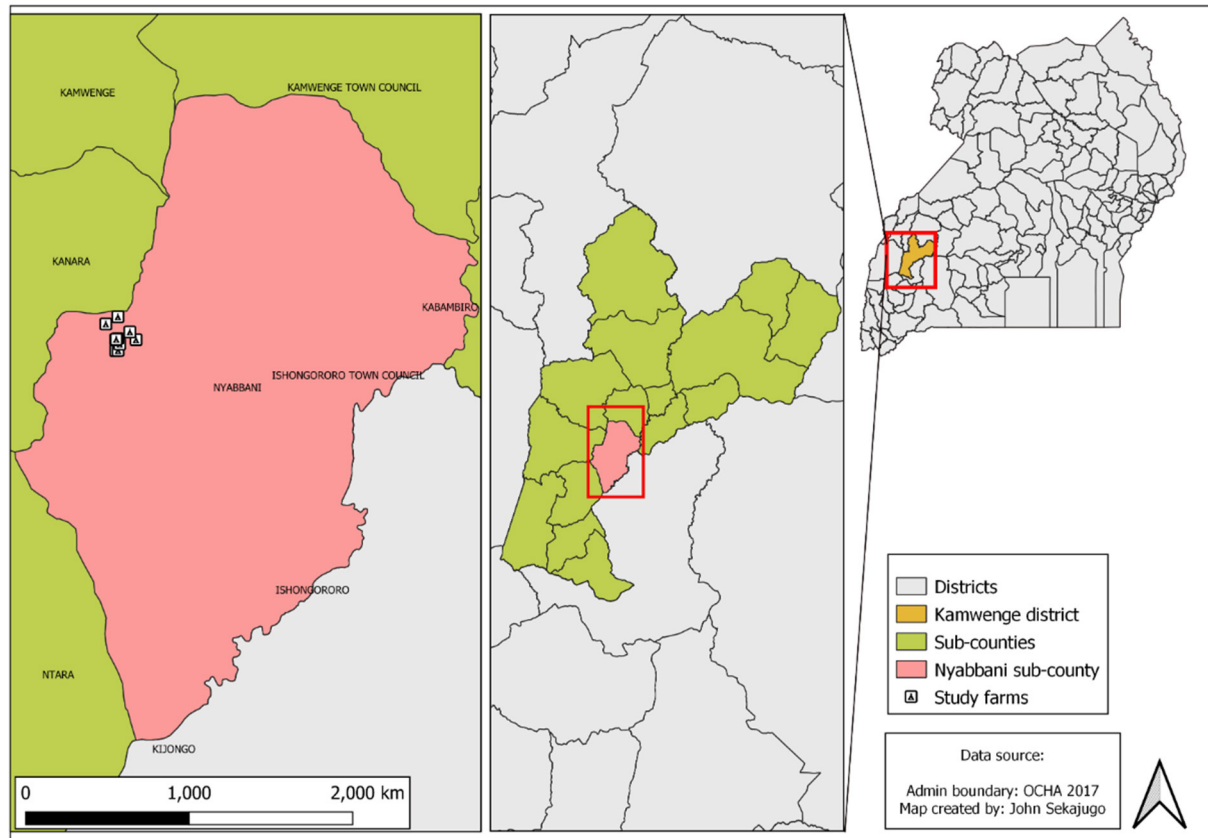 KAMWENGE
KAMWENGE TOWN COUNCIL
KANARA
KABAMBIRO
ISHONGORORO TOWN COUNCIL
NYABBANI
ISHONGORORO
NTARA
KIJONGO
0 1,000 2,000 km
Districts
Kamwenge district
Sub-counties
Nyabbani sub-county
Study farms
Data source:
Admin boundary: OCHA 2017
Map created by: John Sekajugo